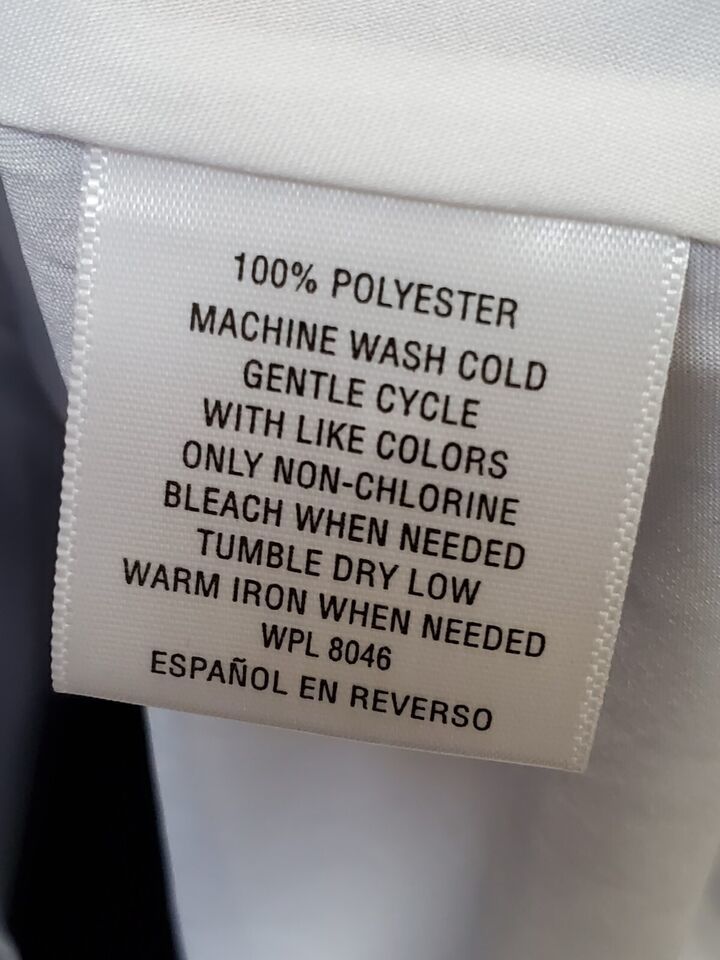 100% POLYESTER
MACHINE WASH COLD
GENTLE CYCLE
WITH LIKE COLORS
ONLY NON-CHLORINE
BLEACH WHEN NEEDED
TUMBLE DRY LOW
WARM IRON WHEN NEEDED
WPL 8046
ESPAÑOL EN REVERSO